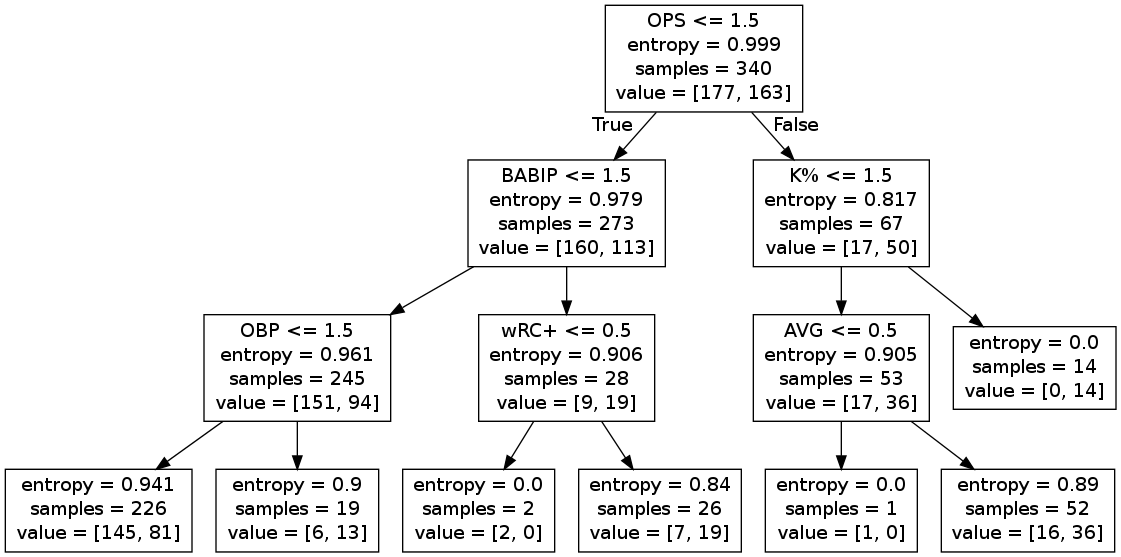 OPS <= 1.5
entropy = 0.999
samples = 340
value = [177, 163]
True
False
BABIP <= 1.5
entropy = 0.979
samples = 273
value = [160, 113]
K% <= 1.5
entropy = 0.817
samples = 67
value = [17, 50]
OBP <= 1.5
entropy = 0.961
samples = 245
value = [151, 94]
wRC+ <= 0.5
entropy = 0.906
samples = 28
value = [9, 19]
AVG <= 0.5
entropy = 0.905
samples = 53
value = [17, 36]
entropy = 0.0
samples = 14
value = [0, 14]
entropy = 0.941
samples = 226
value = [145, 81]
entropy = 0.9
samples = 19
value = [6, 13]
entropy = 0.0
samples = 2
value = [2, 0]
entropy = 0.84
samples = 26
value = [7, 19]
entropy = 0.0
samples = 1
value = [1, 0]
entropy = 0.89
samples = 52
value = [16, 36]